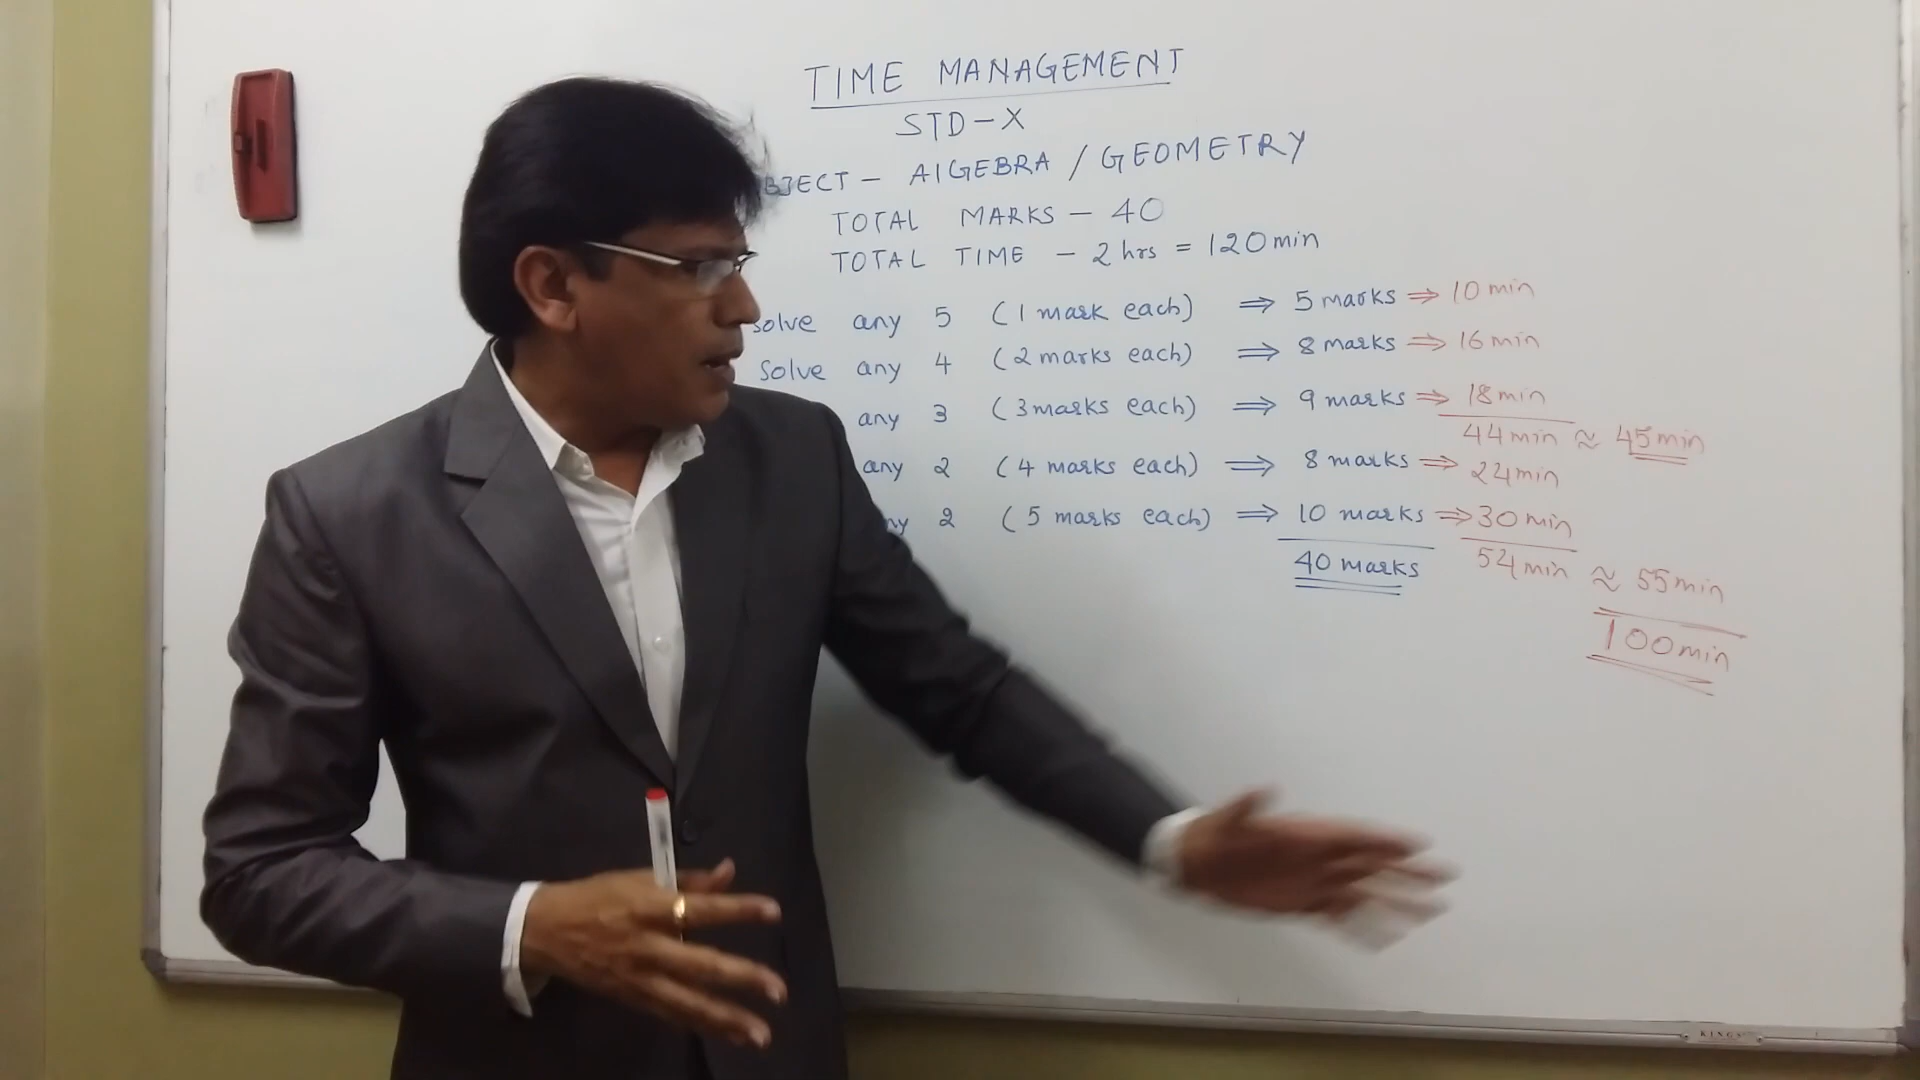 TIME MANAGEMENT
STD - X
BJECT - AlGEBRA / GEOMETRY
TOTAL MARKS - 40
TOTAL TIME - 2 hrs = 120 min
solve any 5 (1 mark each) ⇒ 5 marks ⇒ 10 min
solve any 4 (2 marks each) ⇒ 8 marks ⇒ 16 min
any 3 (3 marks each) ⇒ 9 marks ⇒ 18 min
44 min ≈ 45 min
any 2 (4 marks each) ⇒ 8 marks ⇒ 24 min
ny 2 (5 marks each) ⇒ 10 marks ⇒ 30 min
40 marks 54 min ≈ 55 min
100 min